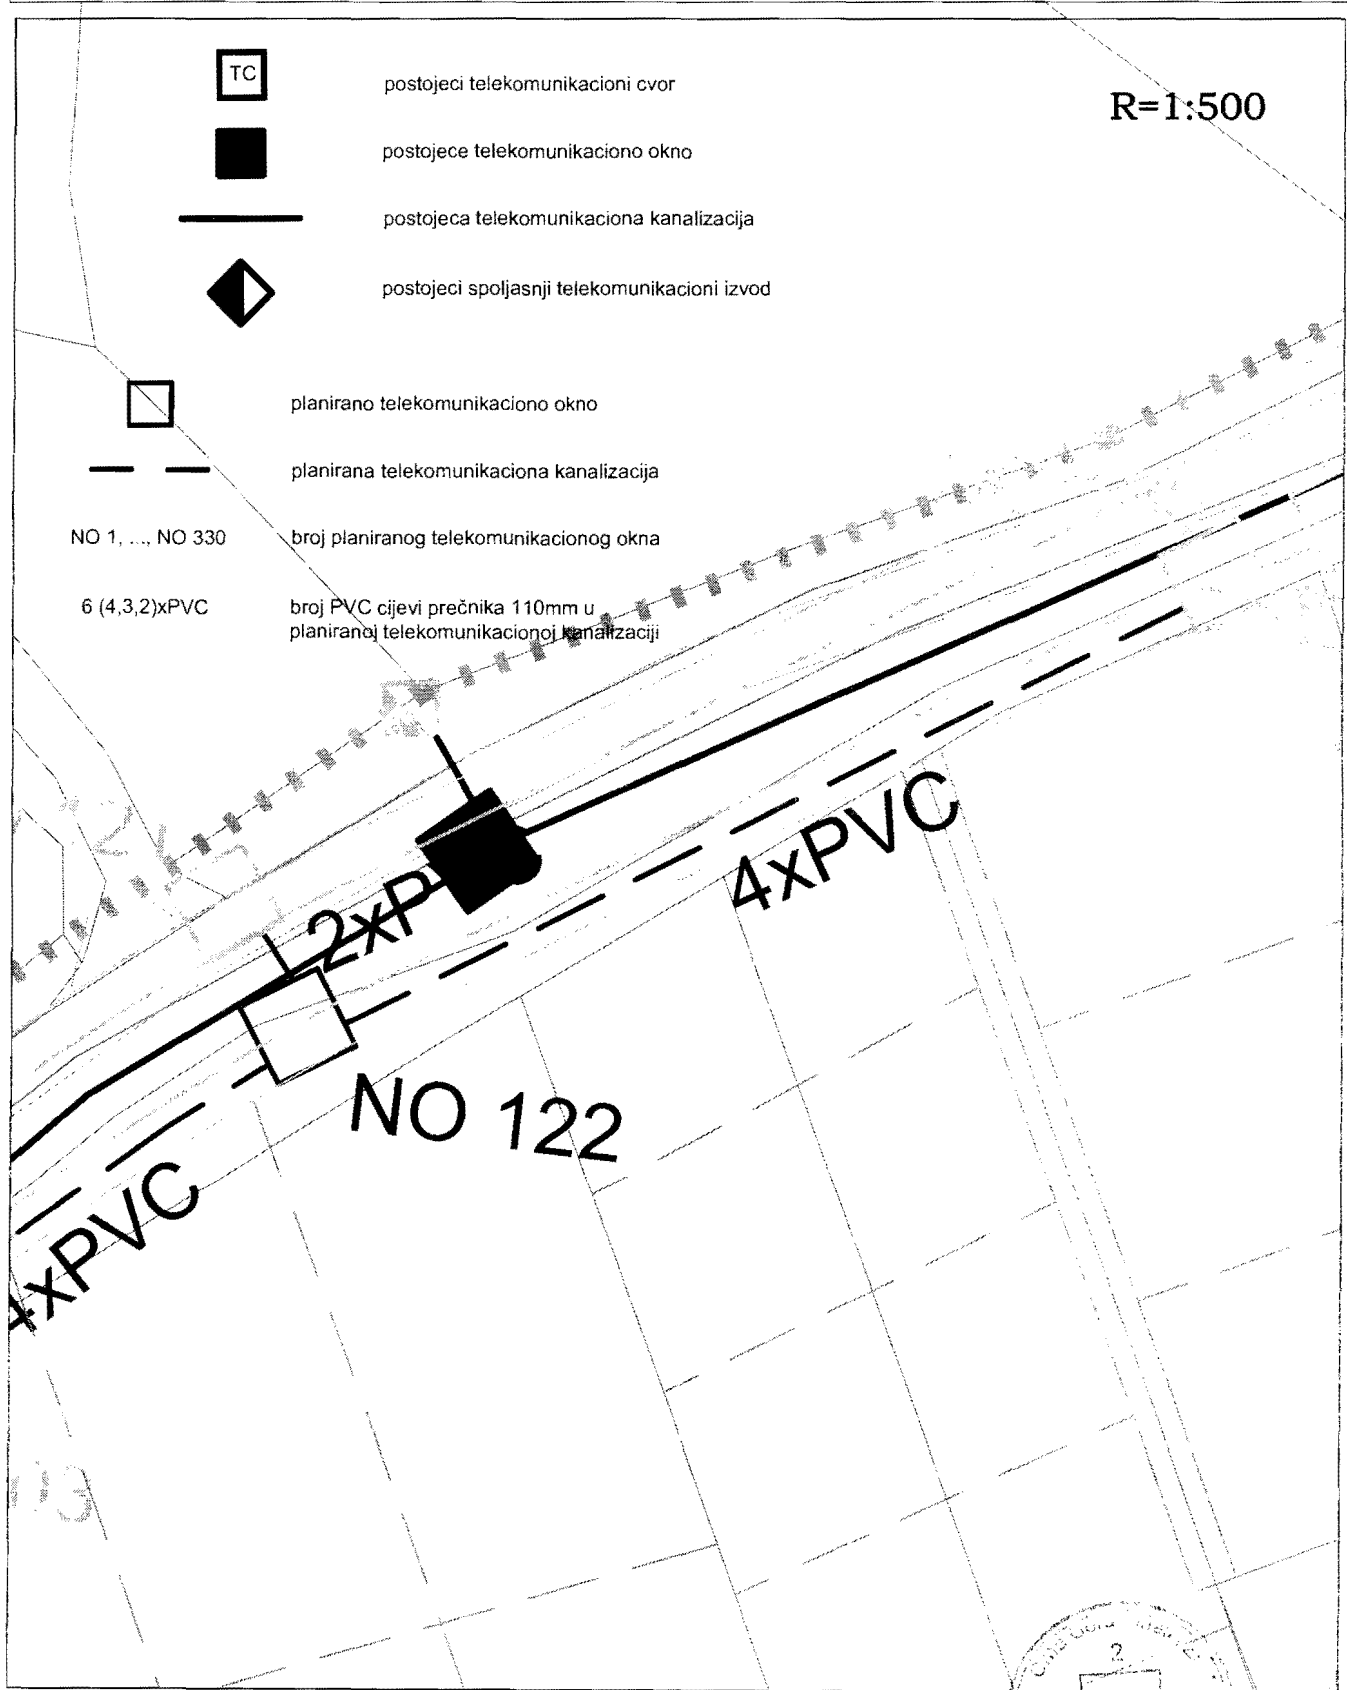 TC
postojeci telekomunikacioni cvor
R=1:500
postojece telekomunikaciono okno
postojeca telekomunikaciona kanalizacija
postojeci spoljasnji telekomunikacioni izvod
planirano telekomunikaciono okno
planirana telekomunikaciona kanalizacija
NO 1, ..., NO 330 broj planiranog telekomunikacionog okna
6 (4,3,2)xPVC broj PVC cijevi prečnika 110mm u
planiranoj telekomunikacionoj kanalizaciji
4xPVC
2xP
NO 122
4xPVC
Crna Gora
2